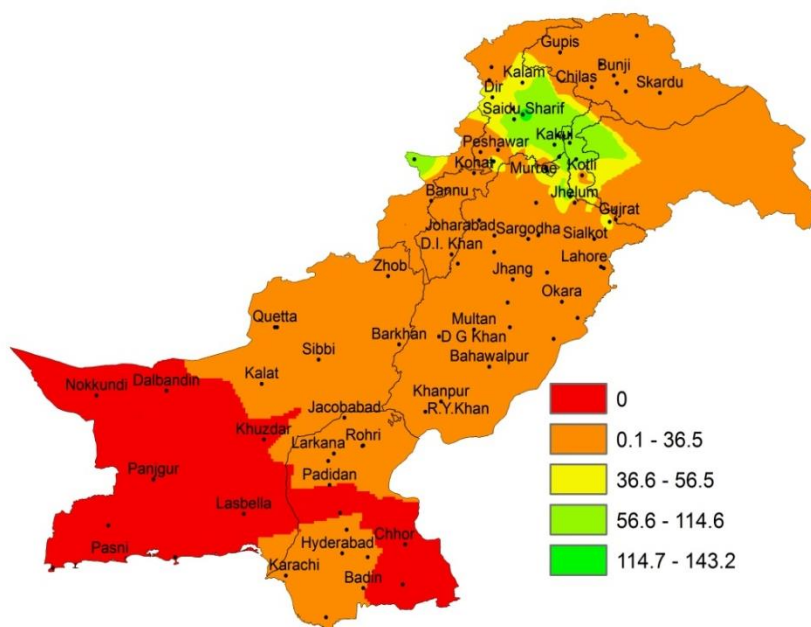 Gupis
Kalam
Bunji
Chilas
Skardu
Dir
Saidu Sharif
Kakul
Peshawar
Kohat
Murree
Kotli
Bannu
Jhelum
Gujrat
Joharabad
Sargodha
Sialkot
D.I. Khan
Lahore
Zhob
Jhang
Okara
Quetta
Multan
Barkhan
D G Khan
Sibbi
Bahawalpur
Kalat
Dalbandin
Nokkundi
Khanpur
R.Y.Khan
Jacobabad
Khuzdar
Larkana
Rohri
Panjgur
Padidan
Lasbella
Chhor
Pasni
Hyderabad
Karachi
Badin
0
0.1 - 36.5
36.6 - 56.5
56.6 - 114.6
114.7 - 143.2